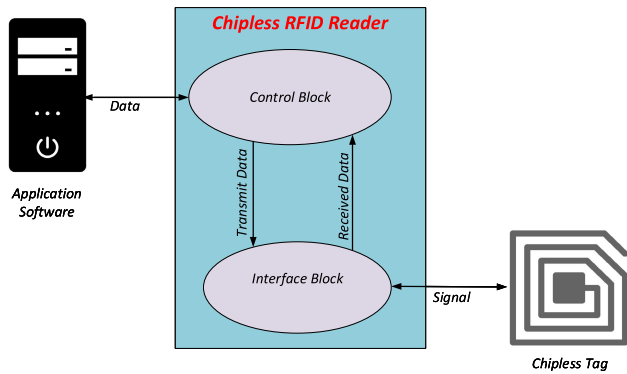 Chipless RFID Reader
Control Block
Data
Transmit Data
Received Data
Application
Software
Interface Block
Signal
Chipless Tag